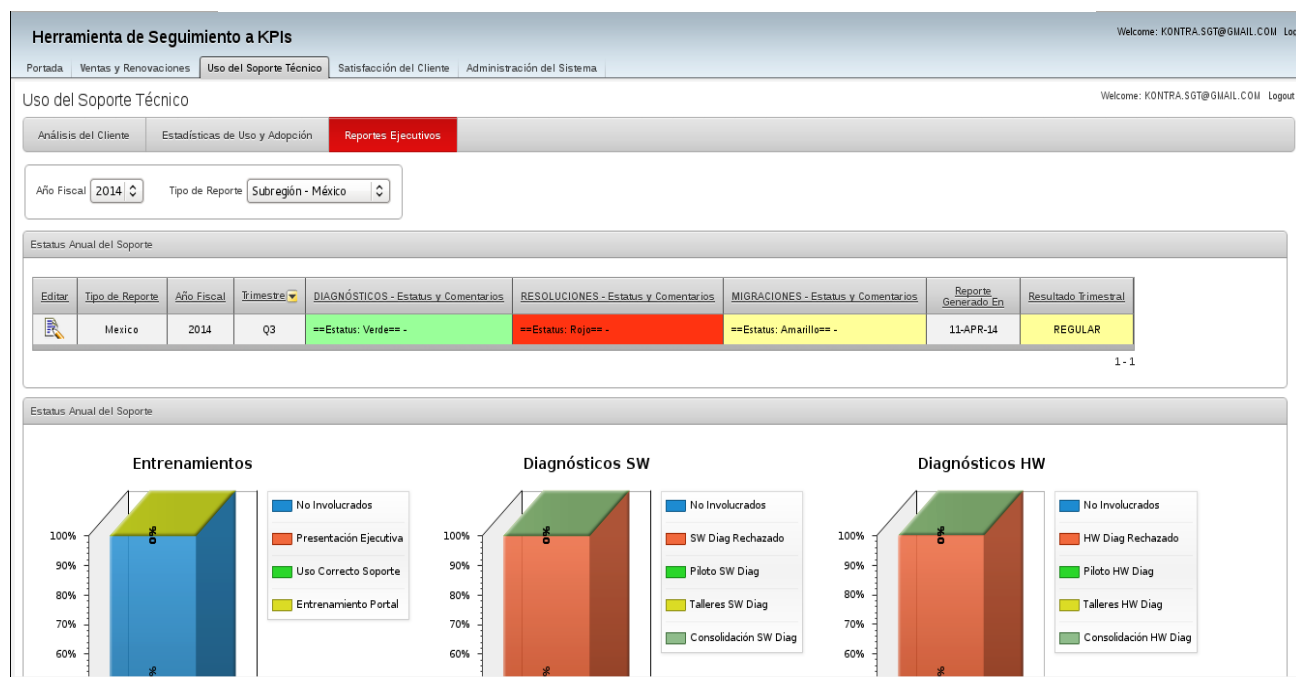 Herramienta de Seguimiento a KPIs
Welcome: KONTRA.SGT@GMAIL.COM
Portada Ventas y Renovaciones Uso del Soporte Técnico Satisfacción del Cliente Administración del Sistema
Uso del Soporte Técnico
Welcome: KONTRA.SGT@GMAIL.COM Logout
Análisis del Cliente Estadísticas de Uso y Adopción Reportes Ejecutivos
Año Fiscal 2014 Tipo de Reporte Subregión - México
Estatus Anual del Soporte
Editar Tipo de Reporte Año Fiscal Trimestre DIAGNÓSTICOS - Estatus y Comentarios RESOLUCIONES - Estatus y Comentarios MIGRACIONES - Estatus y Comentarios Reporte Generado En Resultado Trimestral
Mexico 2014 Q3 ==Estatus: Verde== - ==Estatus: Rojo== - ==Estatus: Amarillo== - 11-APR-14 REGULAR
1 - 1
Estatus Anual del Soporte
Entrenamientos
100%
90%
80%
70%
60%
0%
No Involucrados
Presentación Ejecutiva
Uso Correcto Soporte
Entrenamiento Portal
Diagnósticos SW
100%
90%
80%
70%
60%
0%
No Involucrados
SW Diag Rechazado
Piloto SW Diag
Talleres SW Diag
Consolidación SW Diag
Diagnósticos HW
100%
90%
80%
70%
60%
0%
No Involucrados
HW Diag Rechazado
Piloto HW Diag
Talleres HW Diag
Consolidación HW Diag